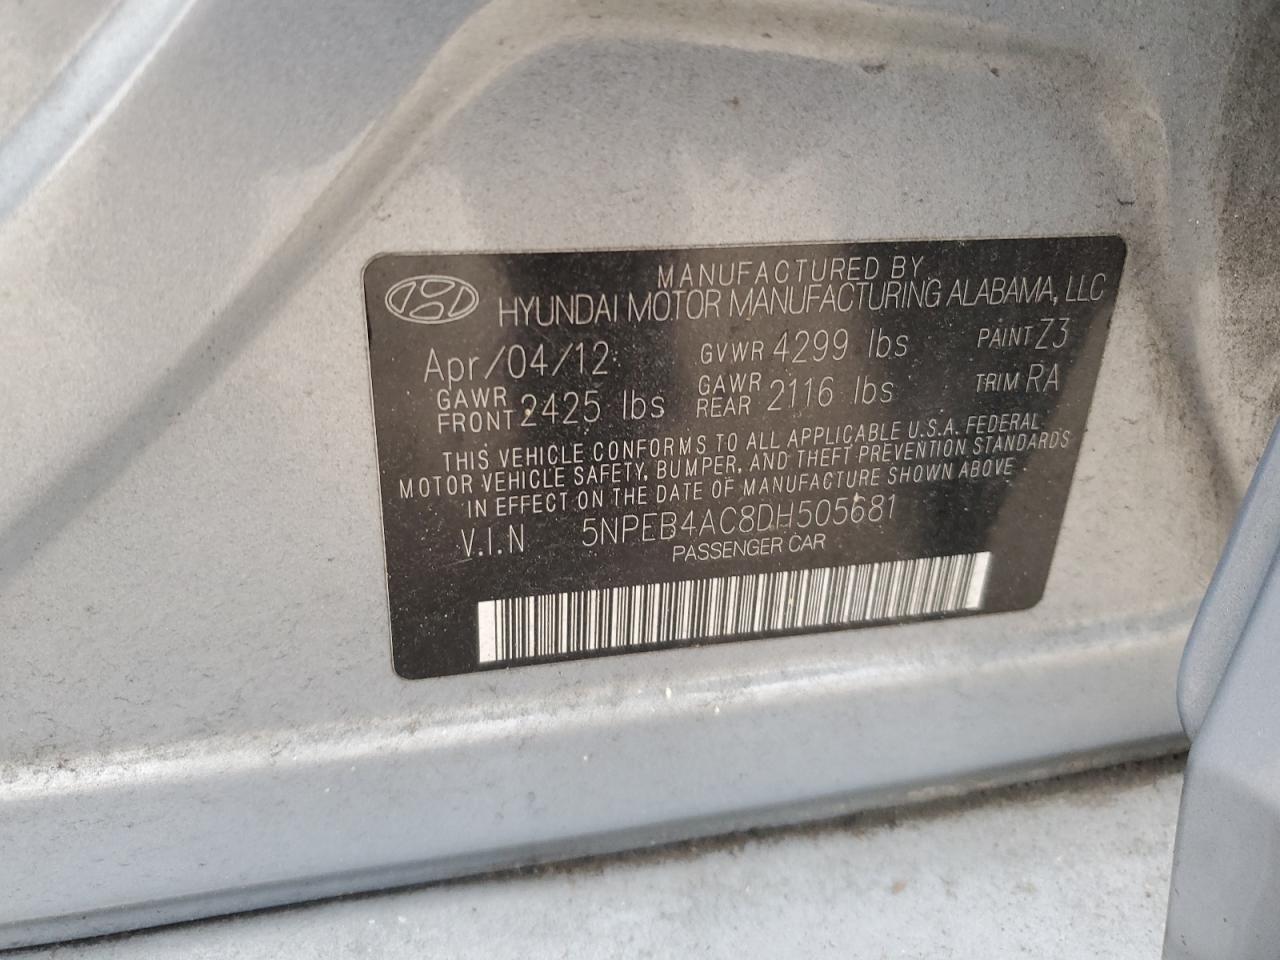 MANUFACTURED BY
HYUNDAI MOTOR MANUFACTURING ALABAMA, LLC
Apr/04/12 GVWR 4299 lbs PAINT Z3
GAWR FRONT 2425 lbs GAWR REAR 2116 lbs TRIM RA
THIS VEHICLE CONFORMS TO ALL APPLICABLE U.S.A. FEDERAL
MOTOR VEHICLE SAFETY, BUMPER, AND THEFT PREVENTION STANDARDS
IN EFFECT ON THE DATE OF MANUFACTURE SHOWN ABOVE
V.I.N 5NPEB4AC8DH505681
PASSENGER CAR